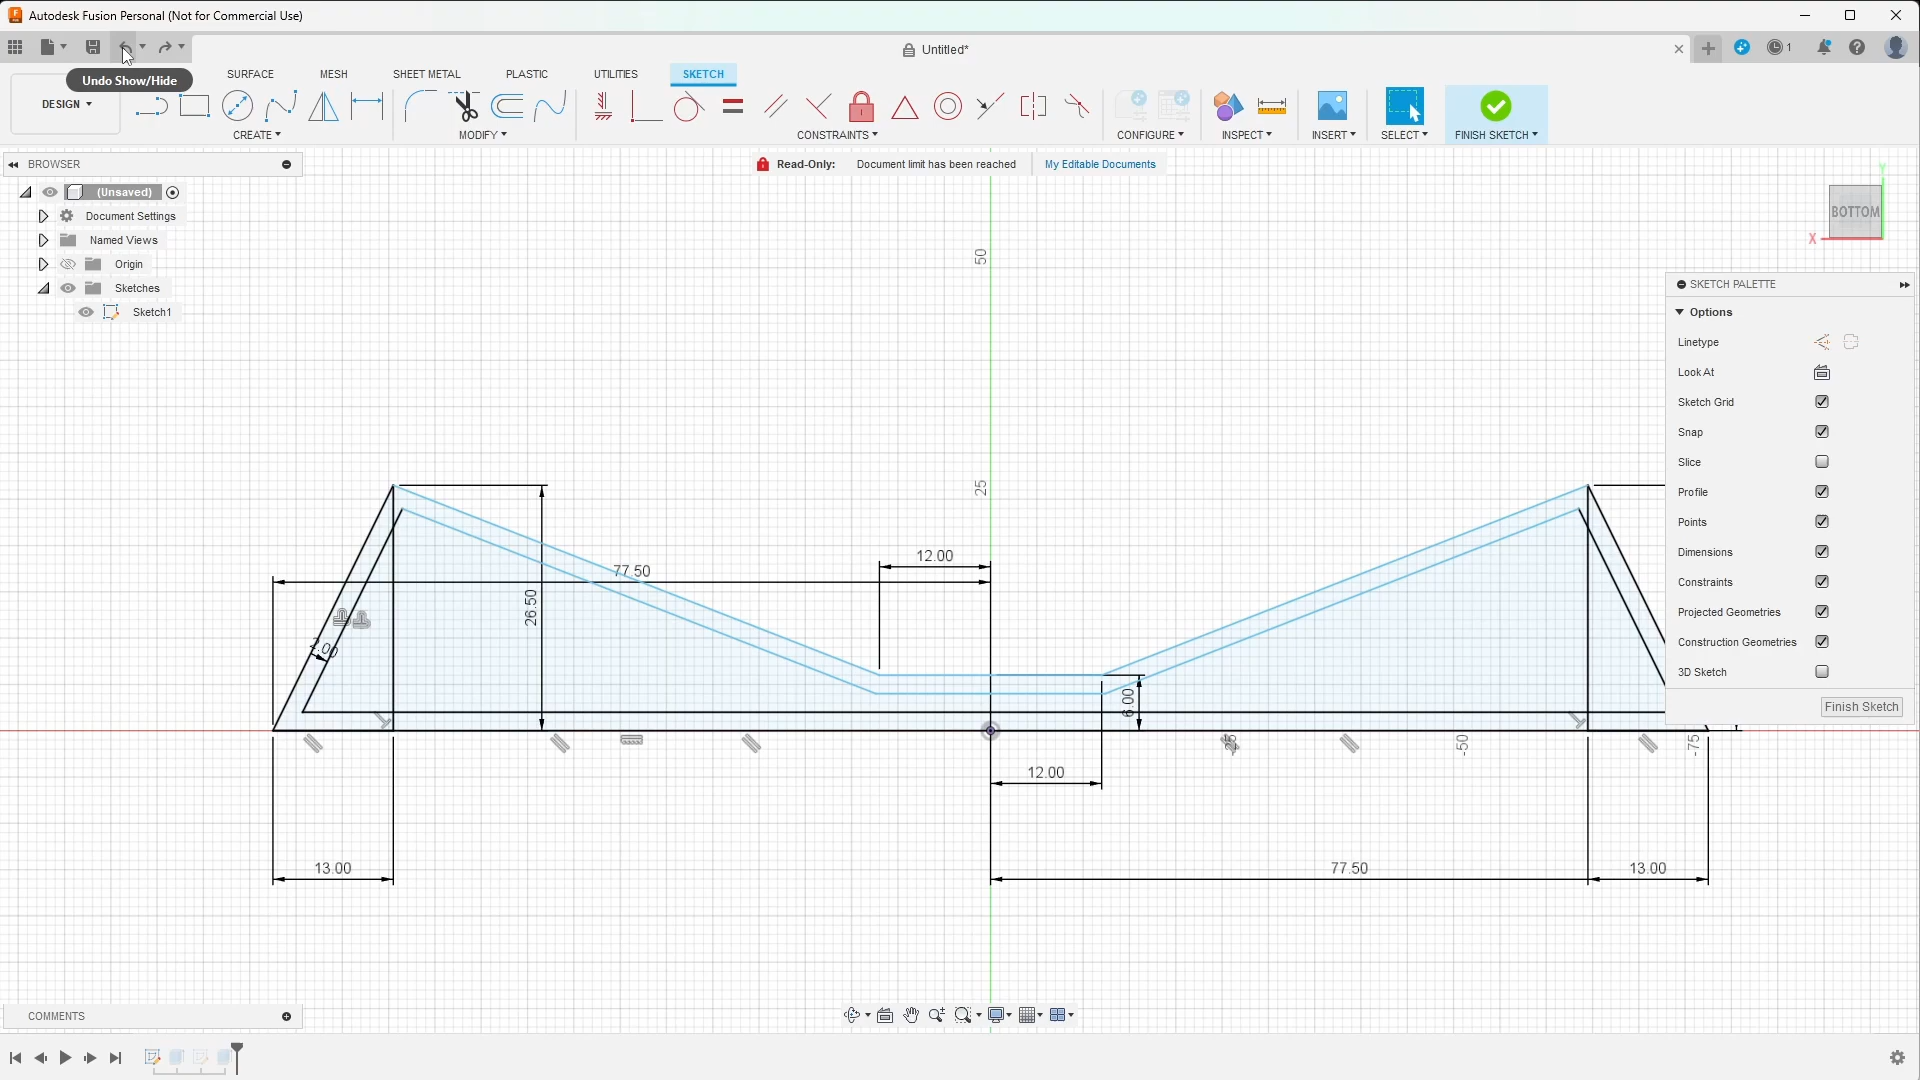 Autodesk Fusion Personal (Not for Commercial Use)
Untitled*
1
Undo Show/Hide
SURFACE
MESH
SHEET METAL
PLASTIC
UTILITIES
SKETCH
DESIGN
CREATE
MODIFY
CONSTRAINTS
CONFIGURE
INSPECT
INSERT
SELECT
FINISH SKETCH
BROWSER
Read-Only: Document limit has been reached My Editable Documents
(Unsaved)
Document Settings
Named Views
Origin
Sketches
Sketch1
Y
BOTTOM
X
SKETCH PALETTE
Options
Linetype
Look At
Sketch Grid
Snap
Slice
Profile
Points
Dimensions
Constraints
Projected Geometries
Construction Geometries
3D Sketch
Finish Sketch
50
25
12.00
77.50
26.50
2.00
6.00
-25
-50
-75
12.00
13.00
77.50
13.00
COMMENTS